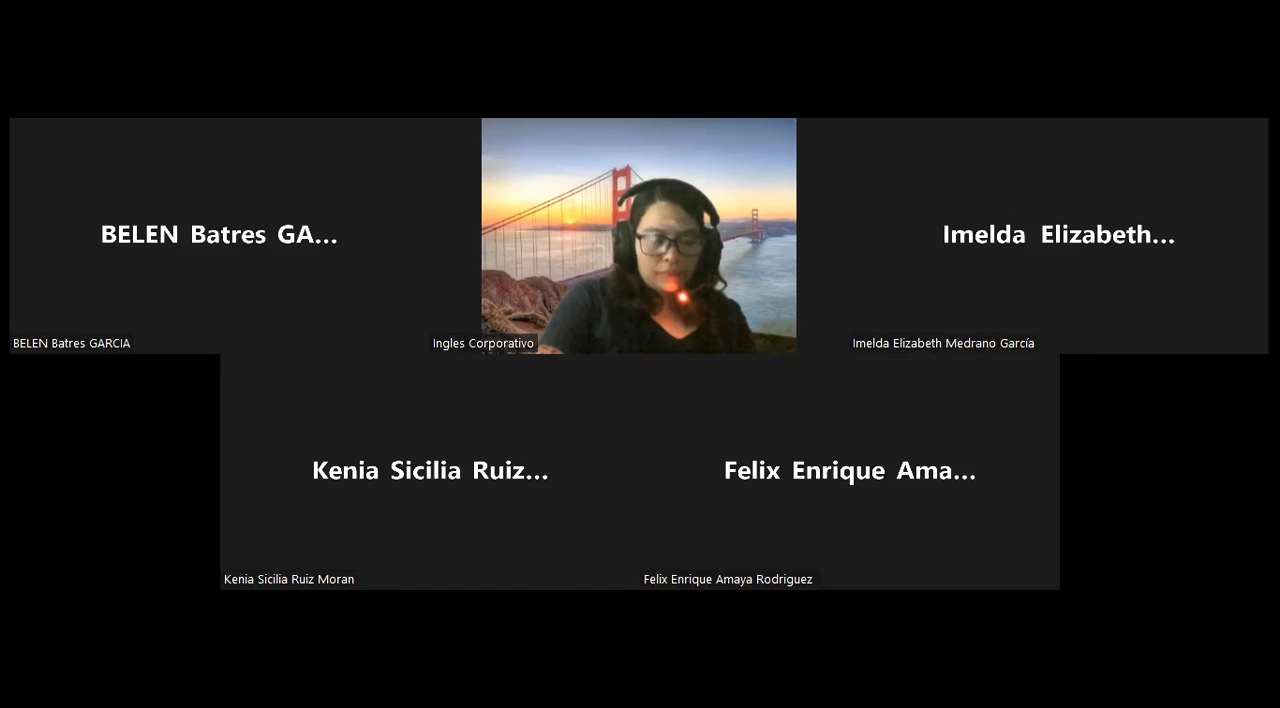 BELEN Batres GA...
Imelda Elizabeth...
BELEN Batres GARCIA
Ingles Corporativo
Imelda Elizabeth Medrano García
Kenia Sicilia Ruiz...
Felix Enrique Ama...
Kenia Sicilia Ruiz Moran
Felix Enrique Amaya Rodriguez